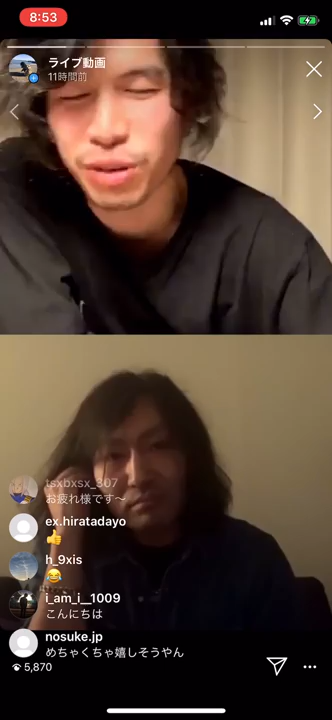 8:53
ライブ動画
11時間前
tsxbxsx_307
お疲れ様です〜
ex.hiratadayo
👍
h_9xis
😂
i_am_i__1009
こんにちは
nosuke.jp
めちゃくちゃ嬉しそうやん
5,870